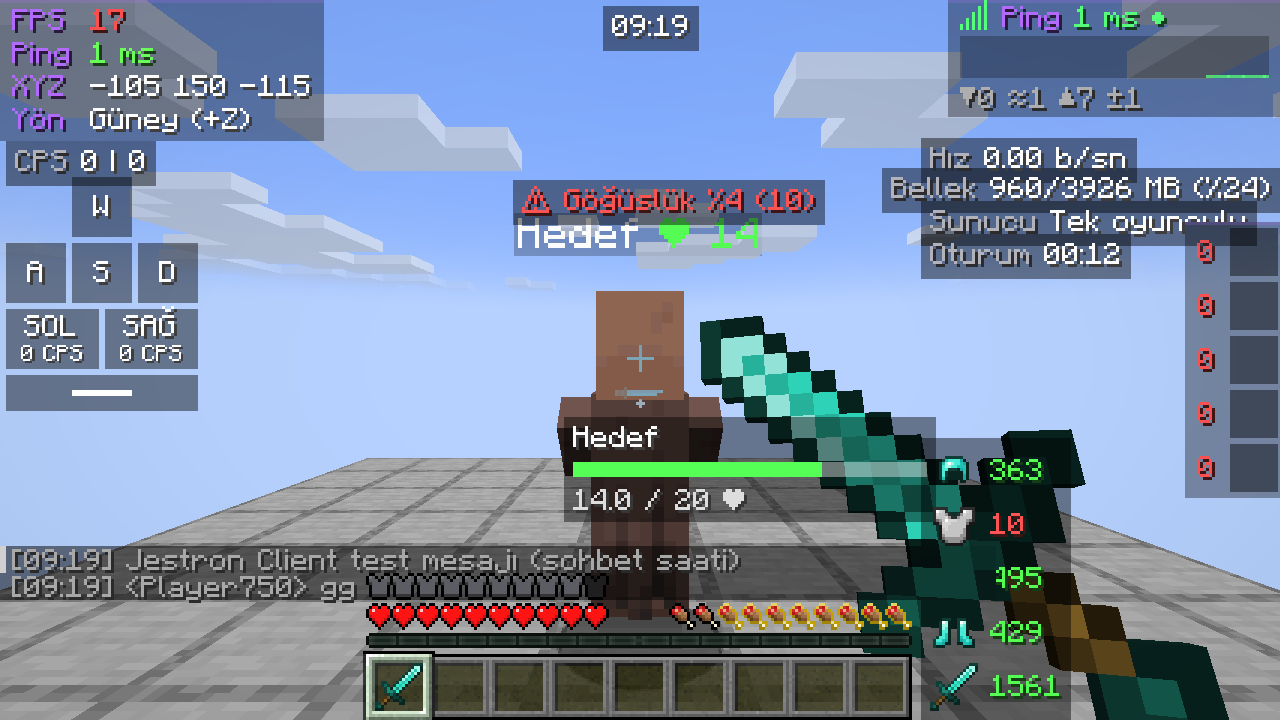 FPS 17
Ping 1 ms
XYZ -105 150 -115
Yön Güney (+Z)
CPS 0 | 0
W
A S D
SOL SAĞ
0 CPS 0 CPS
09:19
Ping 1 ms
▼0 ≈1 ▲7 ±1
Hız 0.00 b/sn
Bellek 960/3926 MB (%24)
Sunucu Tek oyunculu
Oturum 00:12
0
0
0
0
0
⚠ Göğüslük %4 (10)
Hedef ♥ 14
Hedef
14.0 / 20 ♥
363
10
495
429
1561
[09:19] Jestron Client test mesajı (sohbet saati)
[09:19] <Player750> gg